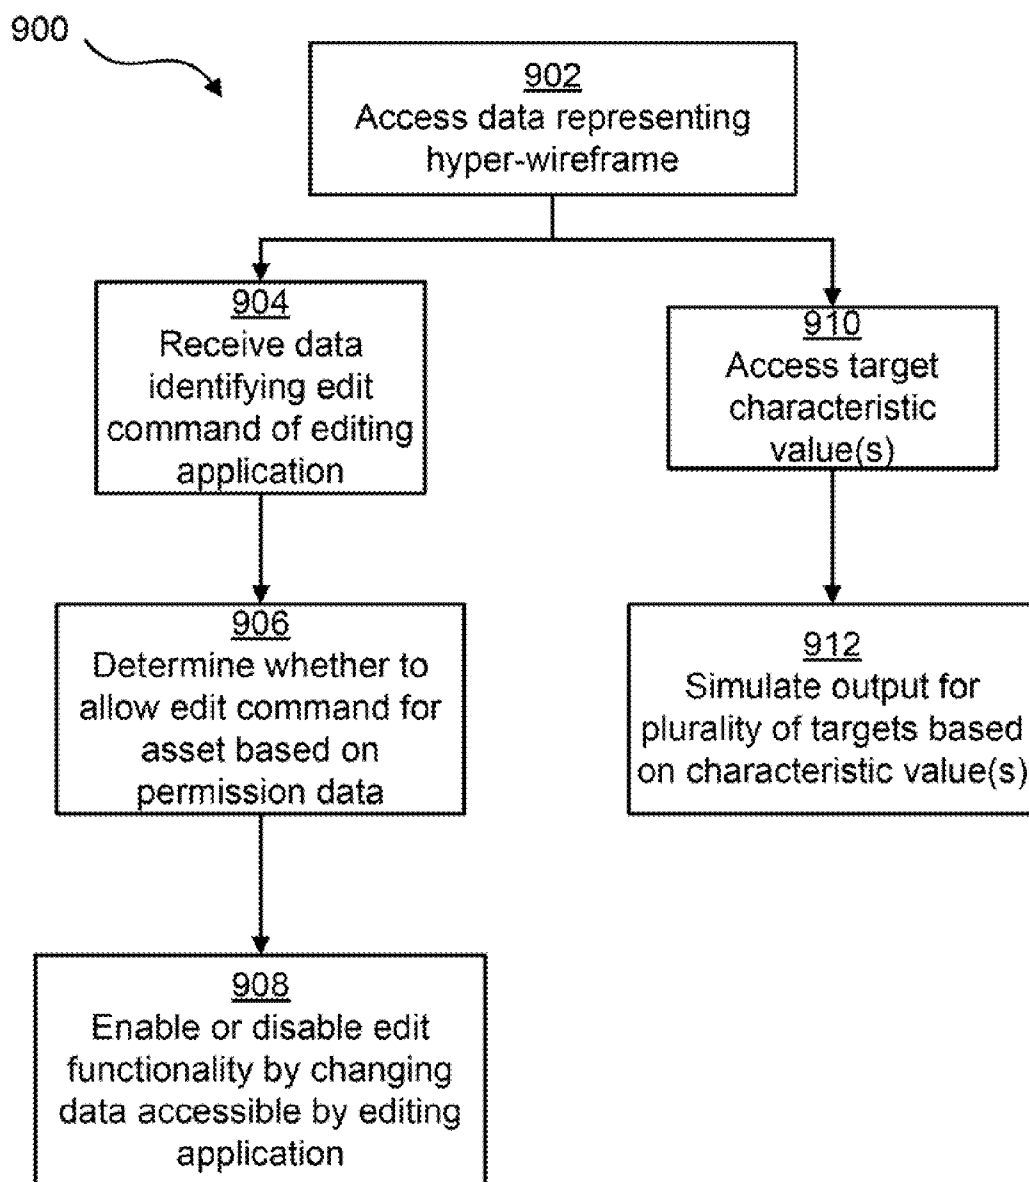 900
902
Access data representing
hyper-wireframe
904
Receive data
identifying edit
command of editing
application
906
Determine whether to
allow edit command for
asset based on
permission data
908
Enable or disable edit
functionality by changing
data accessible by editing
application
910
Access target
characteristic
value(s)
912
Simulate output for
plurality of targets based
on characteristic value(s)